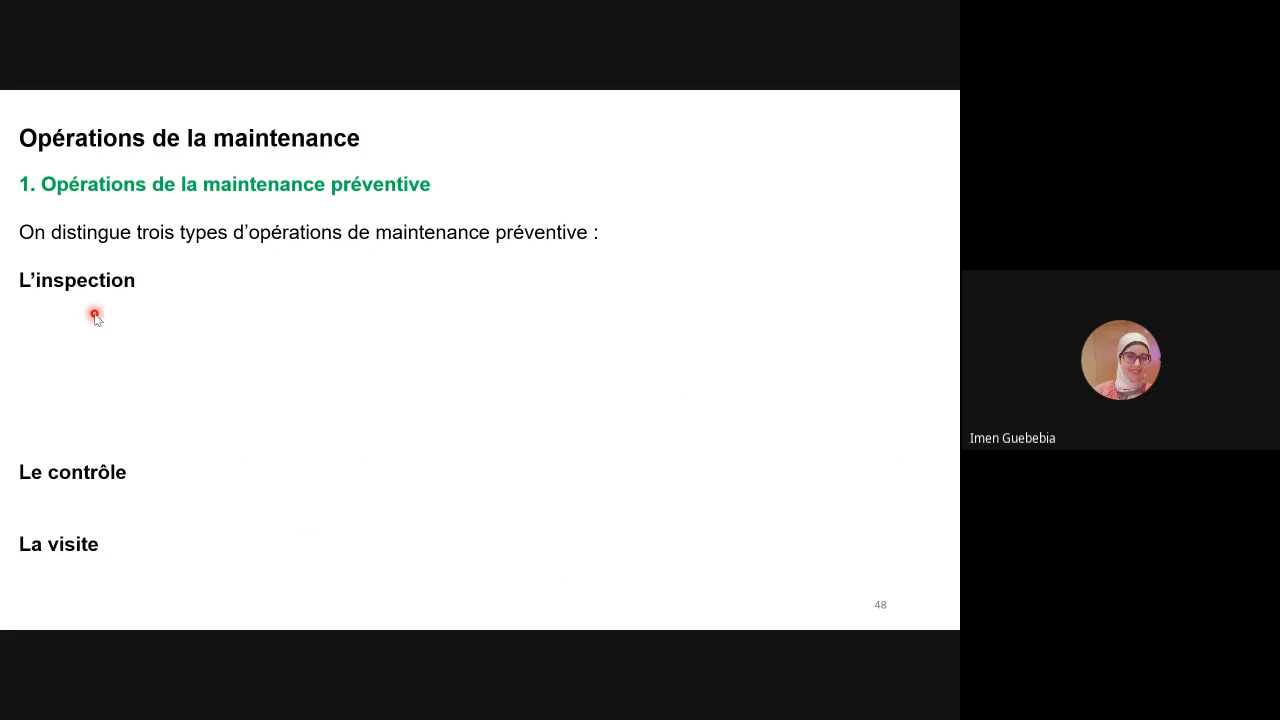 Opérations de la maintenance
1. Opérations de la maintenance préventive
On distingue trois types d’opérations de maintenance préventive :
L’inspection
Le contrôle
La visite
48
Imen Guebebia